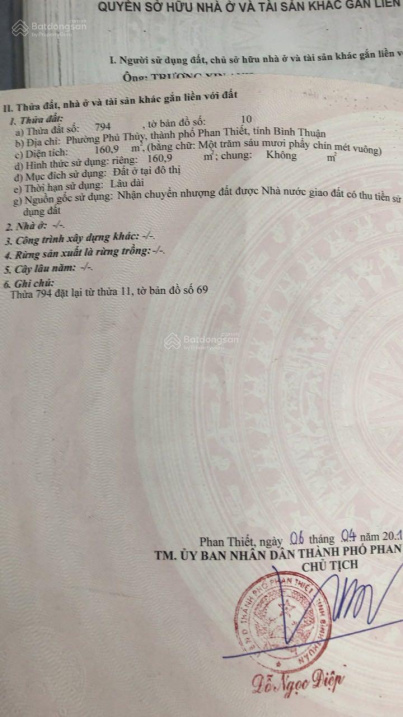 QUYỀN SỞ HỮU NHÀ Ở VÀ TÀI SẢN KHÁC GẮN LIỀN
I. Người sử dụng đất, chủ sở hữu nhà ở và tài sản khác gắn liền v
Ông: TRƯƠNG
II. Thửa đất, nhà ở và tài sản khác gắn liền với đất
1. Thửa đất:
a) Thửa đất số: 794 , tờ bản đồ số: 10
b) Địa chỉ: Phường Phú Thủy, thành phố Phan Thiết, tỉnh Bình Thuận
c) Diện tích: 160,9 m², (bằng chữ: Một trăm sáu mươi phẩy chín mét vuông)
d) Hình thức sử dụng: riêng: 160,9 m²; chung: Không m²
đ) Mục đích sử dụng: Đất ở tại đô thị
e) Thời hạn sử dụng: Lâu dài
g) Nguồn gốc sử dụng: Nhận chuyển nhượng đất được Nhà nước giao đất có thu tiền sử
dụng đất
2. Nhà ở: -/-.
3. Công trình xây dựng khác: -/-.
4. Rừng sản xuất là rừng trồng: -/-.
5. Cây lâu năm: -/-.
6. Ghi chú:
Thửa 794 đặt lại từ thửa 11, tờ bản đồ số 69
Batdongsan
Phan Thiết, ngày 06 tháng 04 năm 20
TM. ỦY BAN NHÂN DÂN THÀNH PHỐ PHAN
CHỦ TỊCH
Đỗ Ngọc Điệp